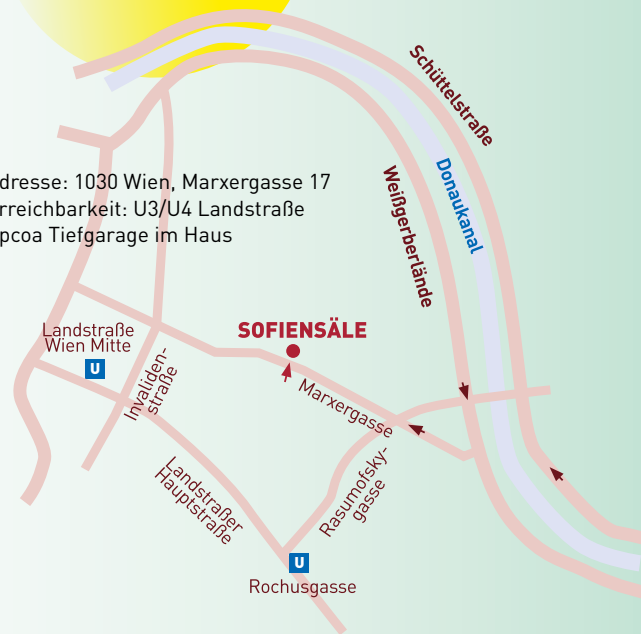 Schüttelstraße
Donaukanal
Weißgerberlände
dresse: 1030 Wien, Marxergasse 17
rreichbarkeit: U3/U4 Landstraße
pcoa Tiefgarage im Haus
SOFIENSÄLE
Landstraße
Wien Mitte
U
Invaliden-
straße
Marxergasse
Landstraßer
Hauptstraße
Rasumofsky-
gasse
U
Rochusgasse